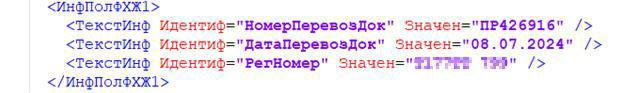 <ИнфПолФХЖ1>
<ТекстИнф Идентиф="НомерПеревозДок" Значен="ПР426916" />
<ТекстИнф Идентиф="ДатаПеревозДок" Значен="08.07.2024" />
<ТекстИнф Идентиф="РегНомер" Значен=" " />
</ИнфПолФХЖ1>